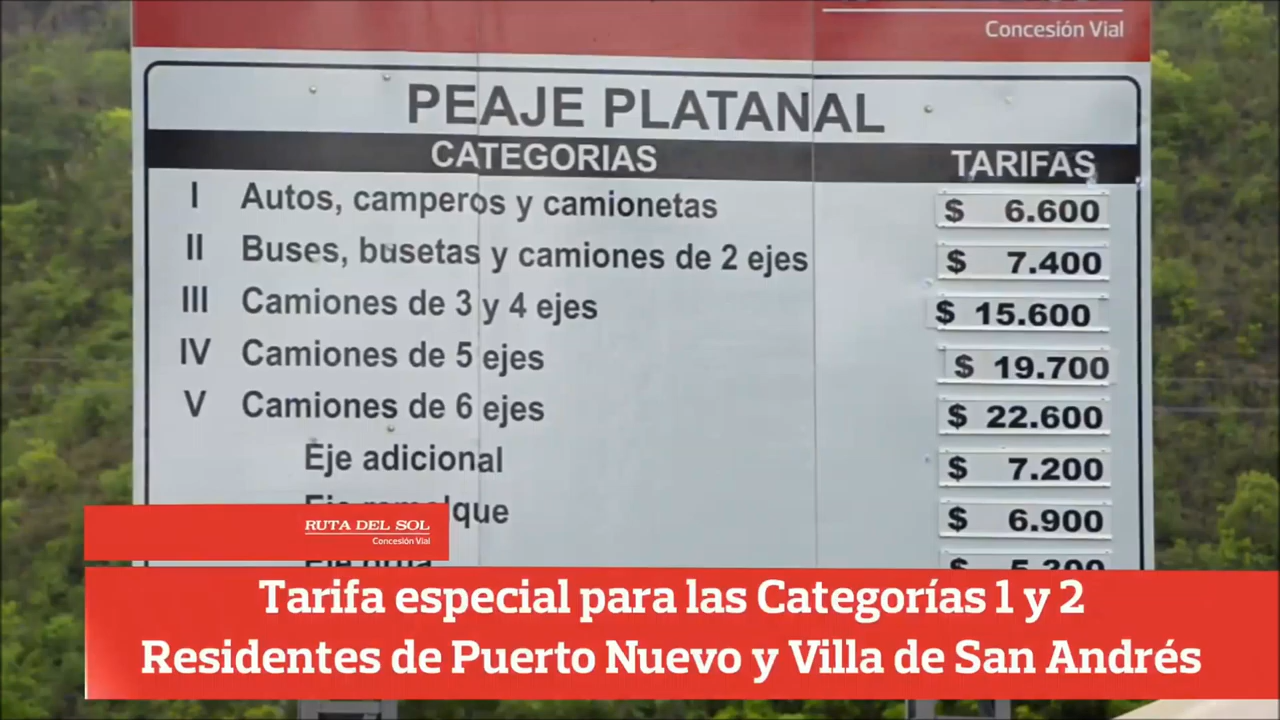 Concesión Vial
PEAJE PLATANAL
CATEGORIAS TARIFAS
I Autos, camperos y camionetas $ 6.600
II Buses, busetas y camiones de 2 ejes $ 7.400
III Camiones de 3 y 4 ejes $ 15.600
IV Camiones de 5 ejes $ 19.700
V Camiones de 6 ejes $ 22.600
Eje adicional $ 7.200
$ 6.900
RUTA DEL SOL
Concesión Vial
Tarifa especial para las Categorías 1 y 2
Residentes de Puerto Nuevo y Villa de San Andrés